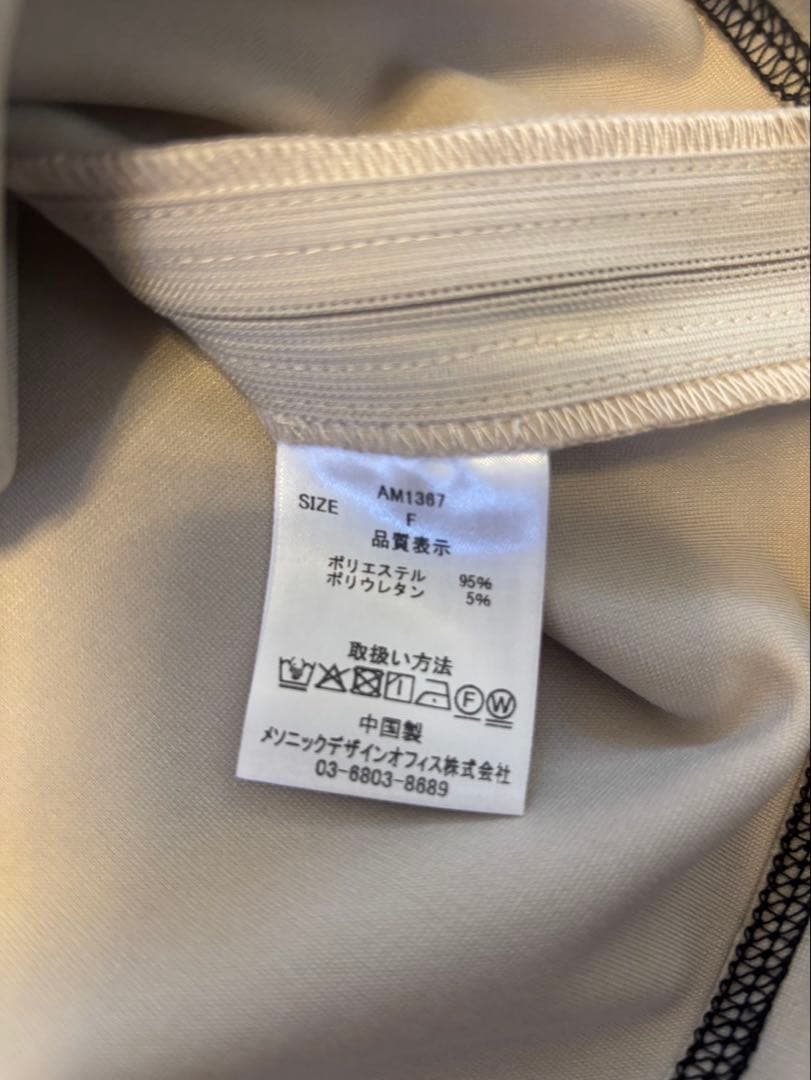 AM1367
SIZE F
品質表示
ポリエステル 95%
ポリウレタン 5%
取扱い方法
F W
中国製
メソニックデザインオフィス株式会社
03-6803-8689